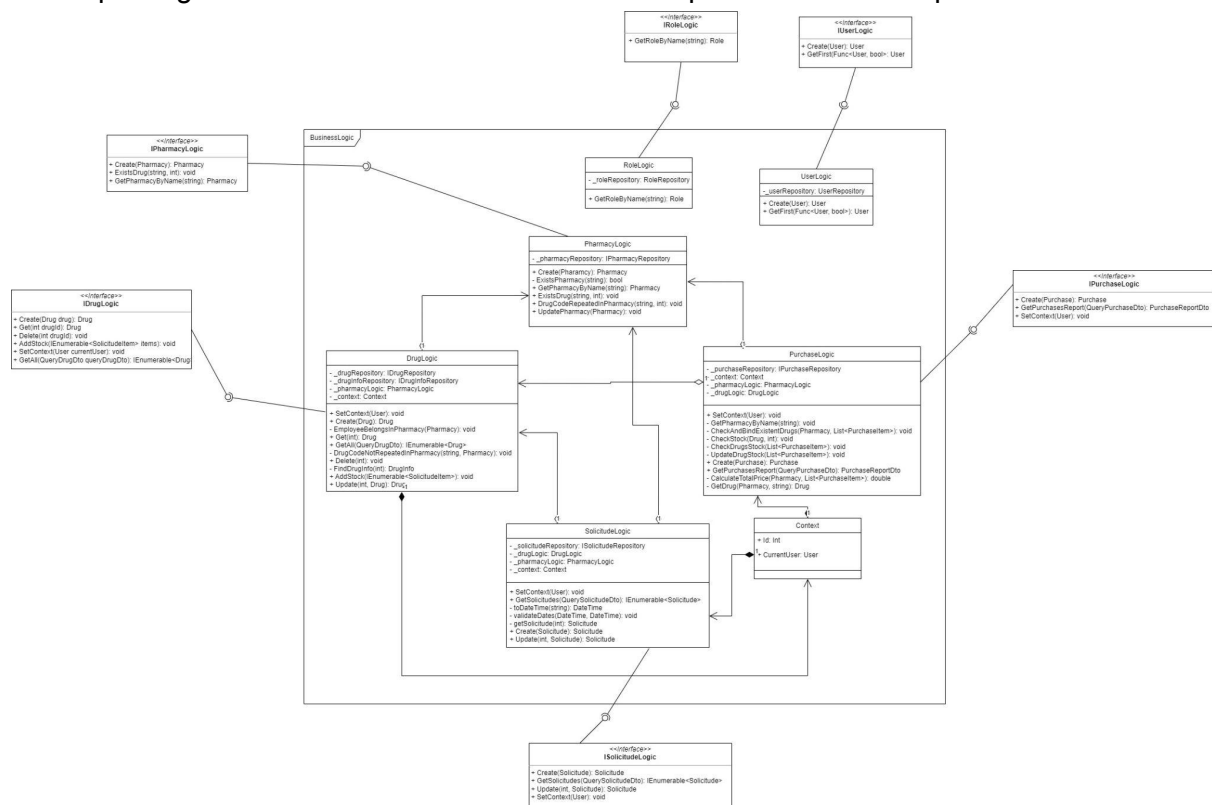 <<interface>>
IRoleLogic
+ GetRoleByName(string): Role
<<interface>>
IUserLogic
+ Create(User): User
+ GetFirst(Func<User, bool>: User
<<interface>>
IPharmacyLogic
+ Create(Pharmacy): Pharmacy
+ ExistsDrug(string, int): void
+ GetPharmacyByName(string): Pharmacy
BusinessLogic
RoleLogic
- _roleRepository: RoleRepository
+ GetRoleByName(string): Role
UserLogic
- _userRepository: UserRepository
+ Create(User): User
+ GetFirst(Func<User, bool>): User
PharmacyLogic
- _pharmacyRepository: IPharmacyRepository
+ Create(Pharamcy): Pharmacy
- ExistsPharmacy(string): bool
+ GetPharmacyByName(string): Pharmacy
+ ExistsDrug(string, int): void
+ DrugCodeRepeatedInPharmacy(string, int): void
+ UpdatePharmacy(Pharmacy): void
<<interface>>
IDrugLogic
+ Create(Drug drug): Drug
+ Get(int drugId): Drug
+ Delete(int drugId): void
+ AddStock(IEnumerable<SolicitudeItem> items): void
+ SetContext(User currentUser): void
+ GetAll(QueryDrugDto queryDrugDto): IEnumerable<Drug
<<interface>>
IPurchaseLogic
+ Create(Purchase): Purchase
+ GetPurchasesReport(QueryPurchaseDto): PurchaseReportDto
+ SetContext(User): void
DrugLogic
- _drugRepository: IDrugRepository
- _drugInfoRepository: IDrugInfoRepository
- _pharmacyLogic: PharmacyLogic
- _context: Context
+ SetContext(User): void
+ Create(Drug): Drug
- EmployeeBelongsInPharmacy(Pharmacy): void
+ Get(int): Drug
+ GetAll(QueryDrugDto): IEnumerable<Drug>
- DrugCodeNotRepeatedInPharmacy(string, Pharmacy): void
+ Delete(int): void
- FindDrugInfo(int): DrugInfo
+ AddStock(IEnumerable<SolicitudeItem>): void
+ Update(int, Drug): Drug
PurchaseLogic
- _purchaseRepository: IPurchaseRepository
- _context: Context
- _pharmacyLogic: PharmacyLogic
- _drugLogic: DrugLogic
+ SetContext(User): void
- GetPharmacyByName(string): void
- CheckAndBindExistentDrugs(Pharmacy, List<PurchaseItem>): void
- CheckStock(Drug, int): void
- CheckDrugsStock(List<PurchaseItem>): void
- UpdateDrugStock(List<PurchaseItem>): void
+ Create(Purchase): Purchase
+ GetPurchasesReport(QueryPurchaseDto): PurchaseReportDto
- CalculateTotalPrice(Pharmacy, List<PurchaseItem>): double
- GetDrug(Pharmacy, string): Drug
SolicitudeLogic
- _solicitudeRepository: ISolicitudeRepository
- _drugLogic: DrugLogic
- _pharmacyLogic: PharmacyLogic
- _context: Context
+ SetContext(User): void
+ GetSolicitudes(QuerySolicitudeDto): IEnumerable<Solicitude>
- toDateTime(string): DateTime
- validateDates(DateTime, DateTime): void
- getSolicitude(int): Solicitude
+ Create(Solicitude): Solicitude
+ Update(int, Solicitude): Solicitude
Context
+ Id: Int
+ CurrentUser: User
<<interface>>
ISolicitudeLogic
+ Create(Solicitude): Solicitude
+ GetSolicitudes(QuerySolicitudeDto): IEnumerable<Solicitude>
+ Update(int, Solicitude): Solicitude
+ SetContext(User): void